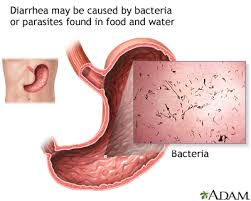 Diarrhea may be caused by bacteria
or parasites found in food and water
Bacteria
ADAM.